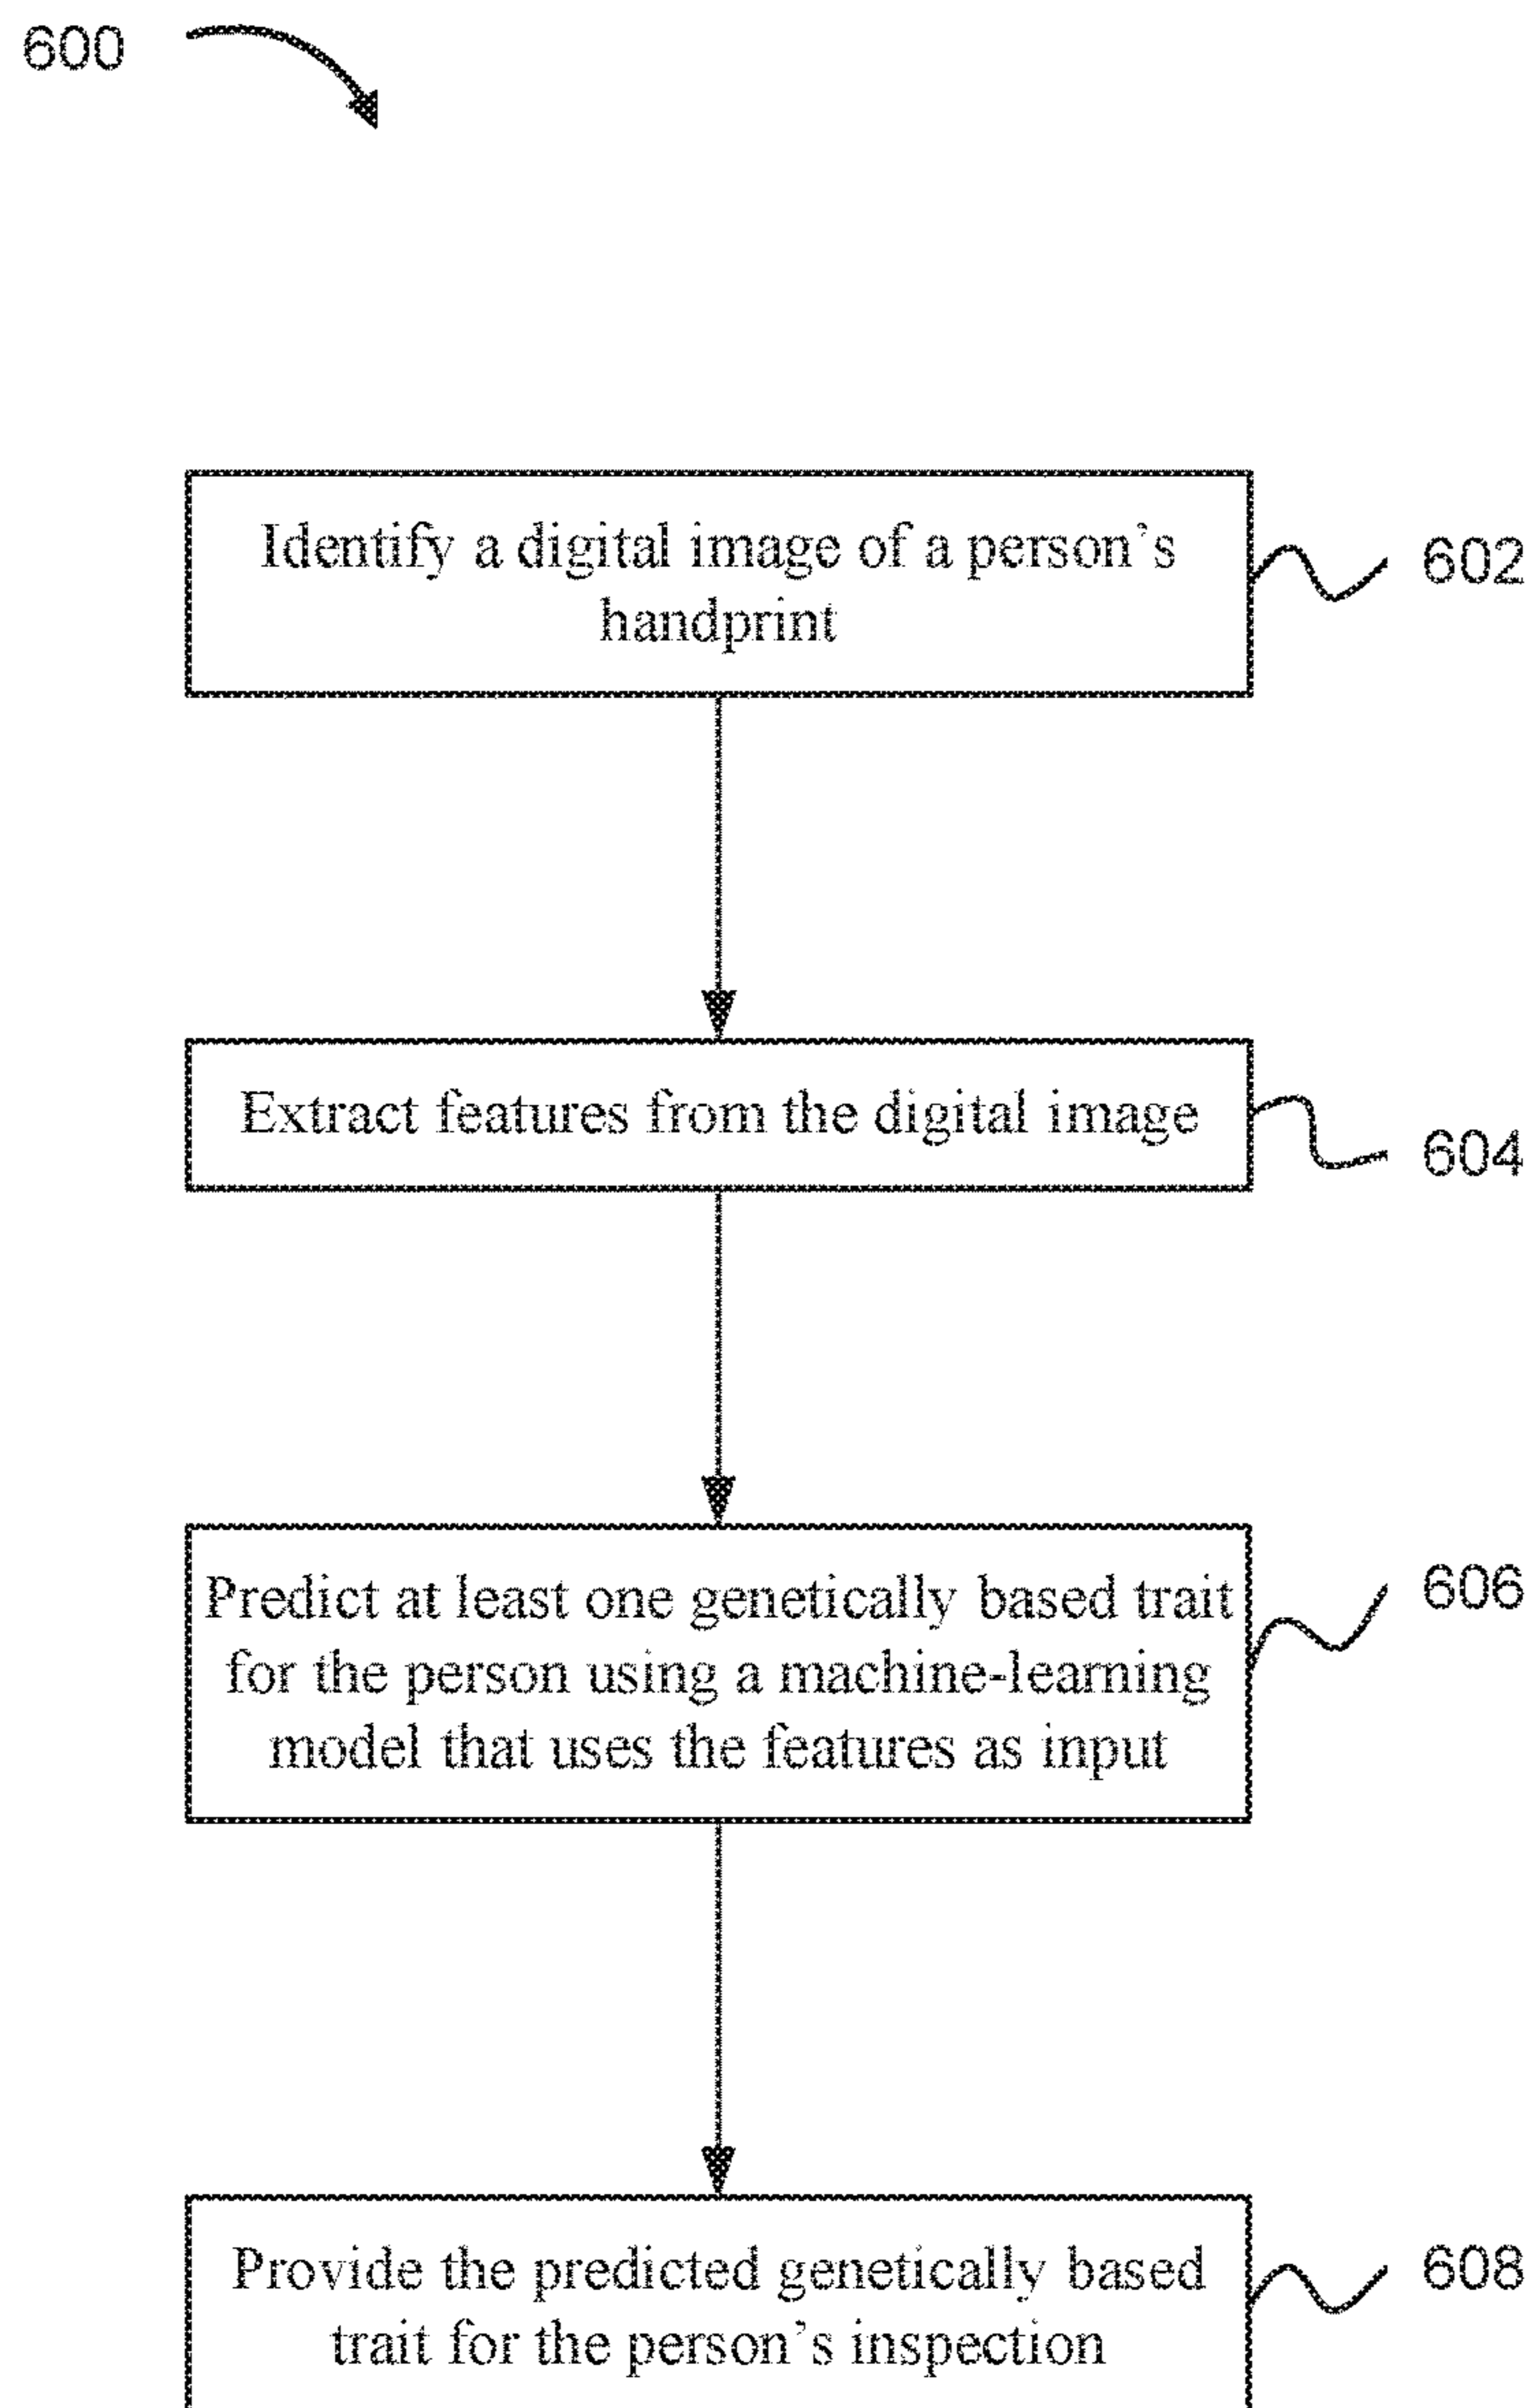 600
Identify a digital image of a person's
handprint
602
Extract features from the digital image
604
Predict at least one genetically based trait
for the person using a machine-learning
model that uses the features as input
606
Provide the predicted genetically based
trait for the person's inspection
608